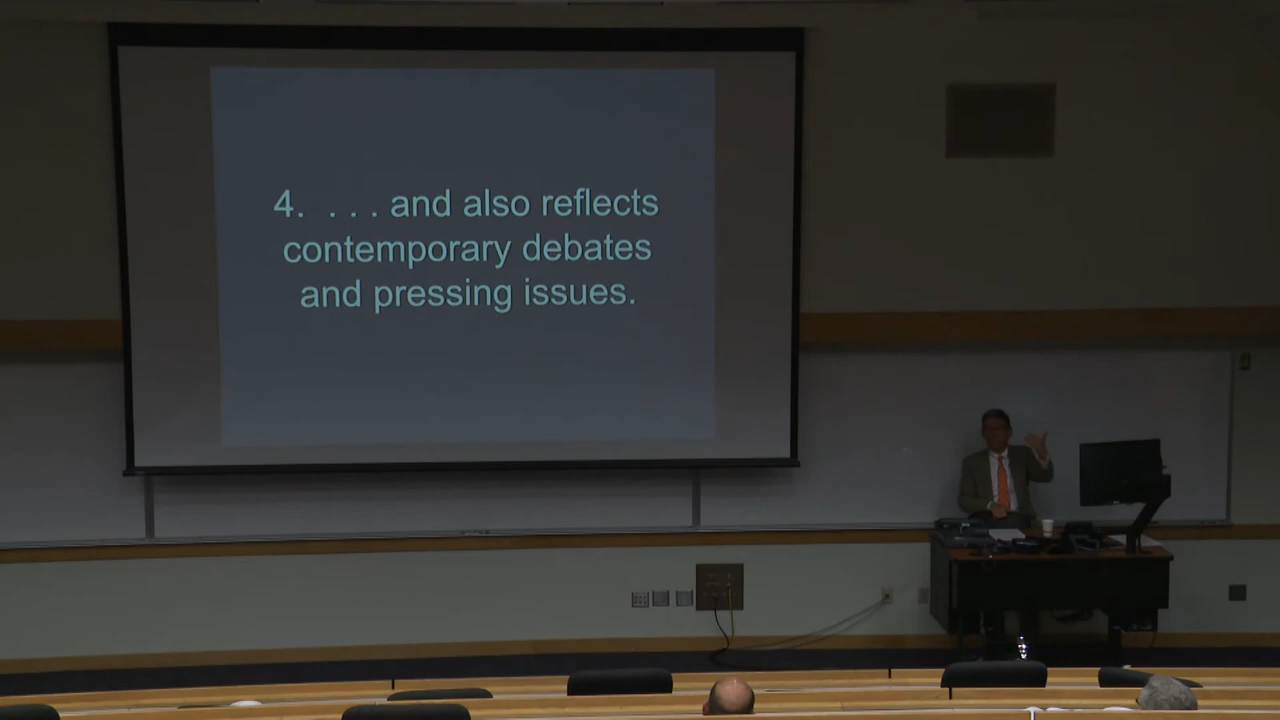 4. . . . and also reflects
contemporary debates
and pressing issues.